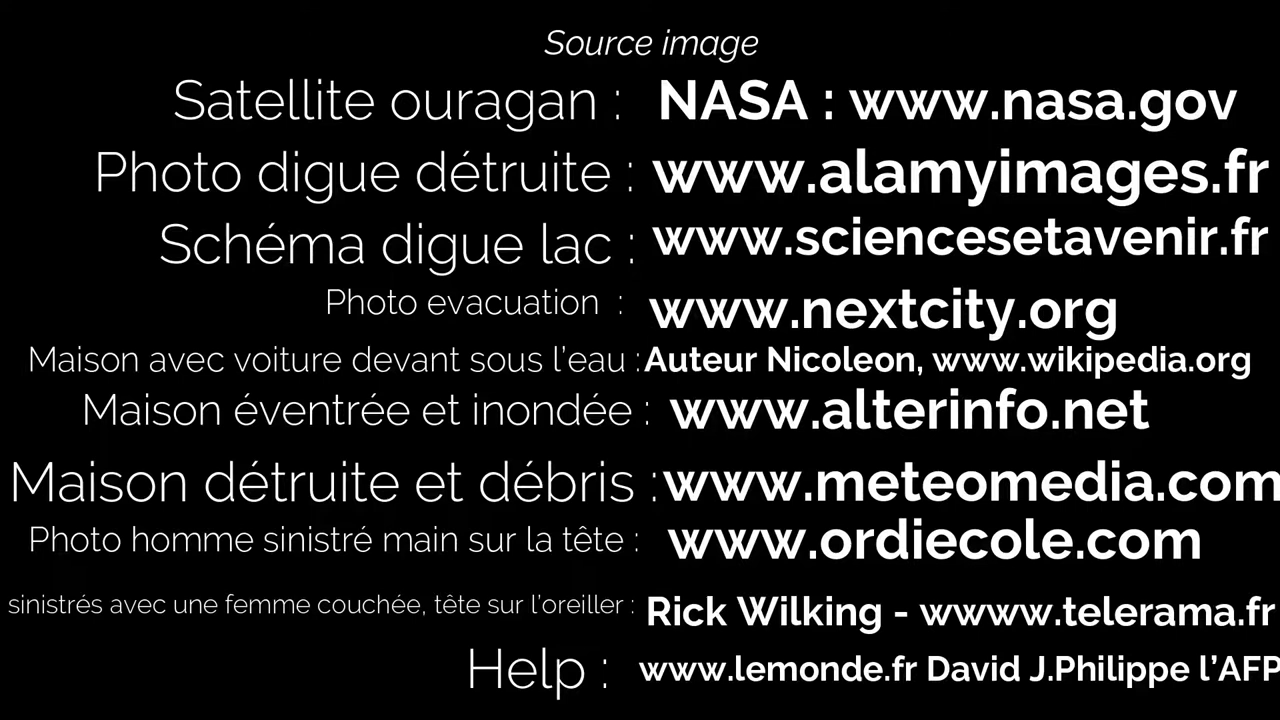 Source image
Satellite ouragan : NASA : www.nasa.gov
Photo digue détruite : www.alamyimages.fr
Schéma digue lac : www.sciencesetavenir.fr
Photo evacuation : www.nextcity.org
Maison avec voiture devant sous l'eau : Auteur Nicoleon, www.wikipedia.org
Maison éventrée et inondée : www.alterinfo.net
Maison détruite et débris : www.meteomedia.com
Photo homme sinistré main sur la tête : www.ordiecole.com
sinistrés avec une femme couchée, tête sur l'oreiller : Rick Wilking - wwww.telerama.fr
Help : www.lemonde.fr David J.Philippe l'AFP